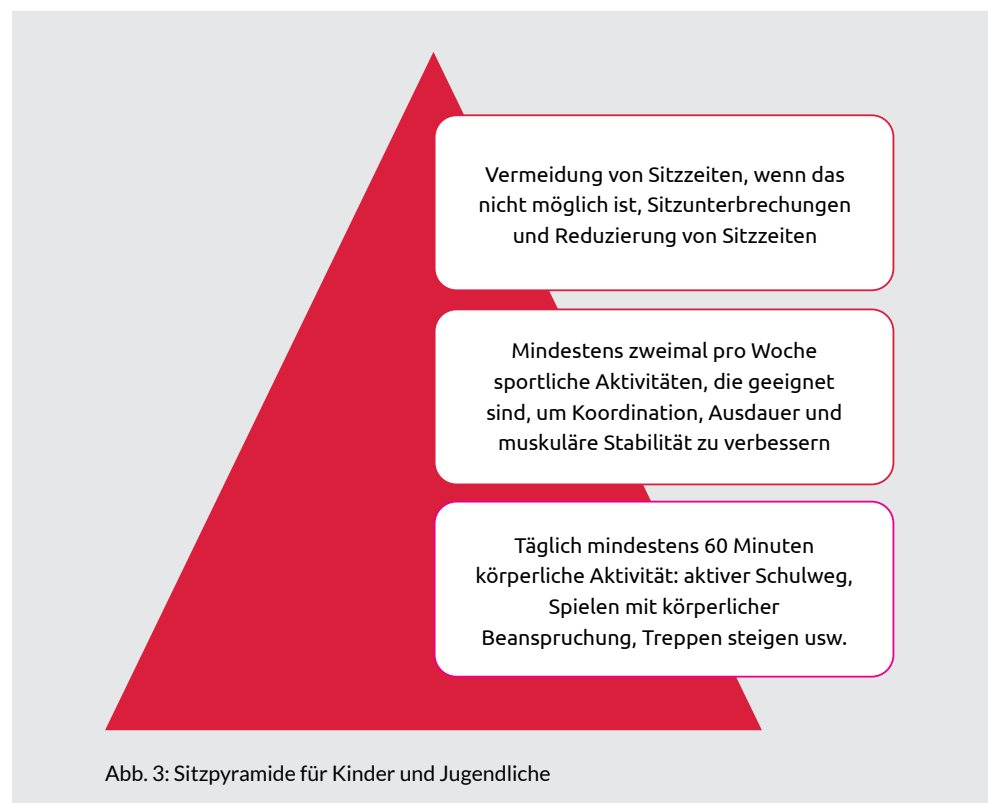 Vermeidung von Sitzzeiten, wenn das
nicht möglich ist, Sitzunterbrechungen
und Reduzierung von Sitzzeiten
Mindestens zweimal pro Woche
sportliche Aktivitäten, die geeignet
sind, um Koordination, Ausdauer und
muskuläre Stabilität zu verbessern
Täglich mindestens 60 Minuten
körperliche Aktivität: aktiver Schulweg,
Spielen mit körperlicher
Beanspruchung, Treppen steigen usw.
Abb. 3: Sitzpyramide für Kinder und Jugendliche